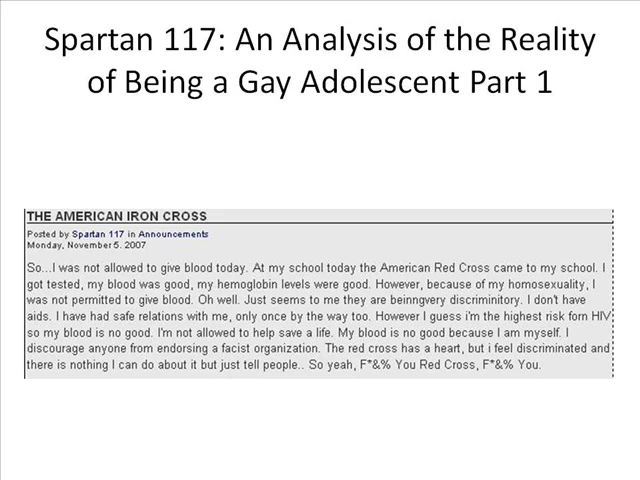 Spartan 117: An Analysis of the Reality
of Being a Gay Adolescent Part 1
THE AMERICAN IRON CROSS
Posted by Spartan 117 in Announcements
Monday, November 5. 2007
So...I was not allowed to give blood today. At my school today the American Red Cross came to my school. I
got tested, my blood was good, my hemoglobin levels were good. However, because of my homosexuality, I
was not permitted to give blood. Oh well. Just seems to me they are beinngvery discriminitory. I don't have
aids. I have had safe relations with me, only once by the way too. However I guess i'm the highest risk forn HIV
so my blood is no good. I'm not allowed to help save a life. My blood is no good because I am myself. I
discourage anyone from endorsing a facist organization. The red cross has a heart, but i feel discriminated and
there is nothing I can do about it but just tell people.. So yeah, F*&% You Red Cross, F*&% You.